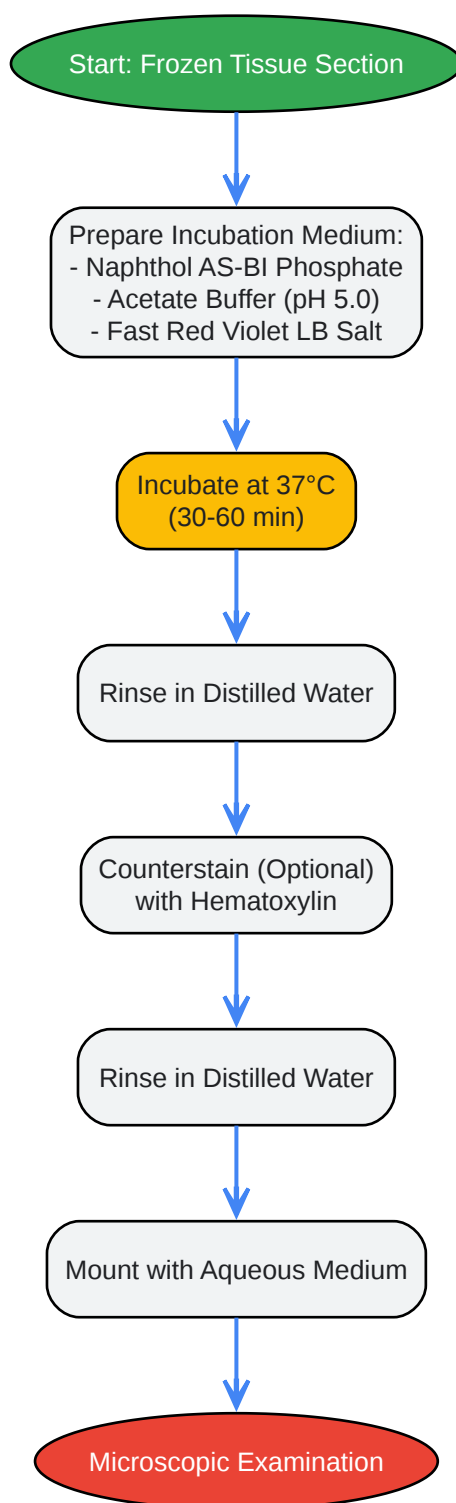 Start: Frozen Tissue Section
Prepare Incubation Medium:
- Naphthol AS-BI Phosphate
- Acetate Buffer (pH 5.0)
- Fast Red Violet LB Salt
Incubate at 37°C
(30-60 min)
Rinse in Distilled Water
Counterstain (Optional)
with Hematoxylin
Rinse in Distilled Water
Mount with Aqueous Medium
Microscopic Examination